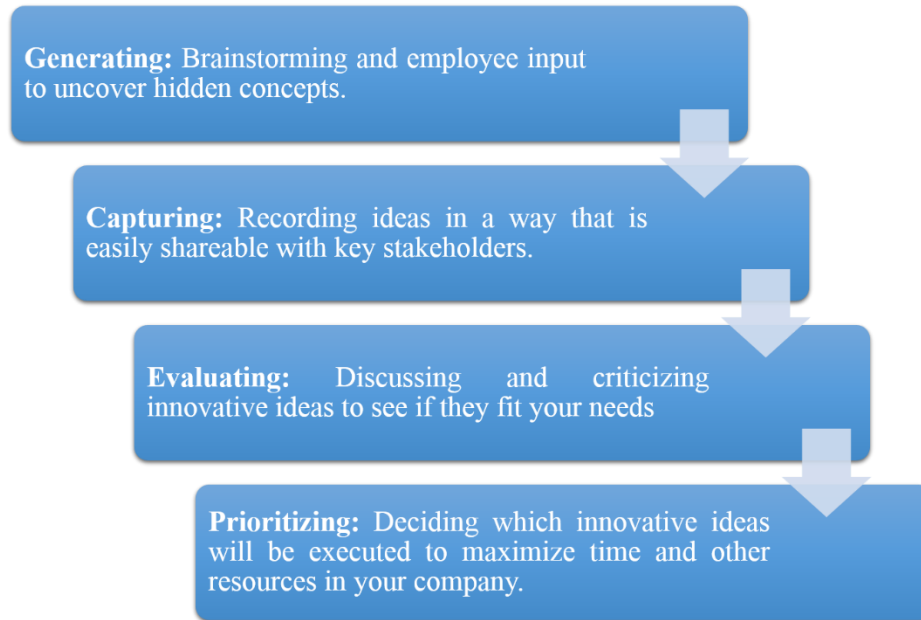 Generating: Brainstorming and employee input
to uncover hidden concepts.
Capturing: Recording ideas in a way that is
easily shareable with key stakeholders.
Evaluating: Discussing and criticizing
innovative ideas to see if they fit your needs
Prioritizing: Deciding which innovative ideas
will be executed to maximize time and other
resources in your company.